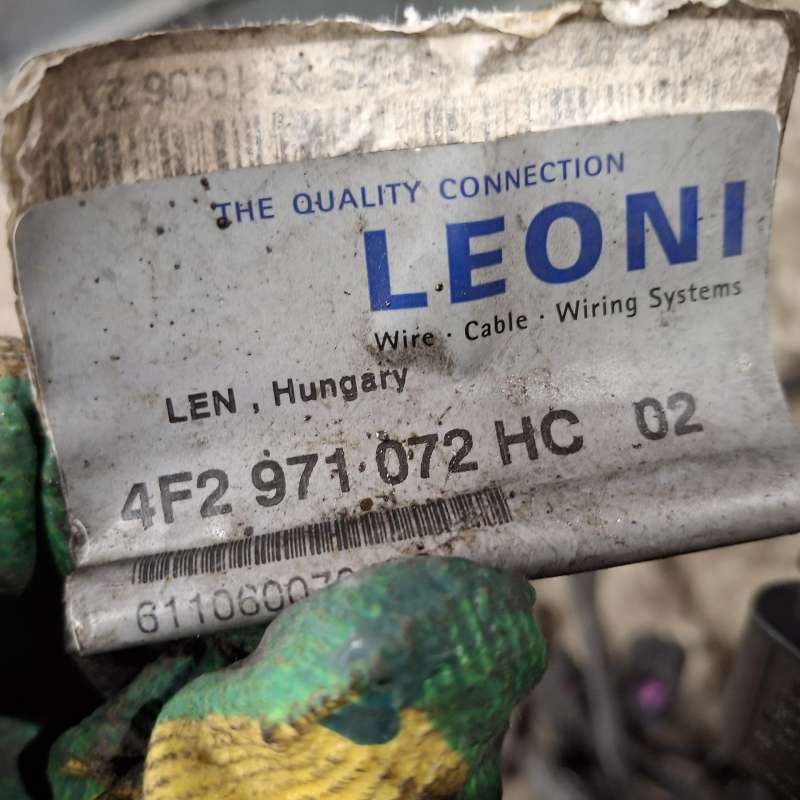 THE QUALITY CONNECTION
LEONI
Wire · Cable · Wiring Systems
LEN , Hungary
4F2 971 072 HC 02